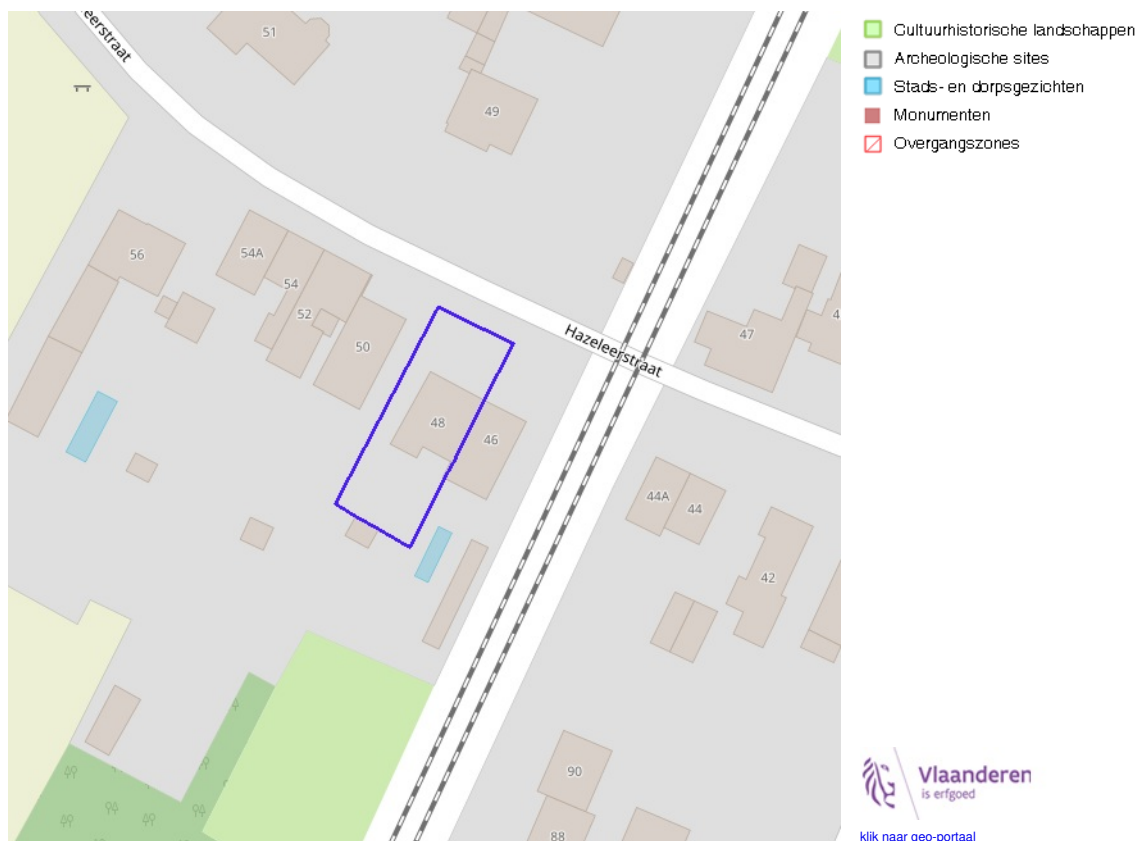 eerstraat
51
49
56
54A
54
52
50
Hazeleerstraat
47
48
46
44A
44
42
90
88
Cultuurhistorische landschappen
Archeologische sites
Stads- en dorpsgezichten
Monumenten
Overgangszones
Vlaanderen
is erfgoed
klik naar geo-portaal